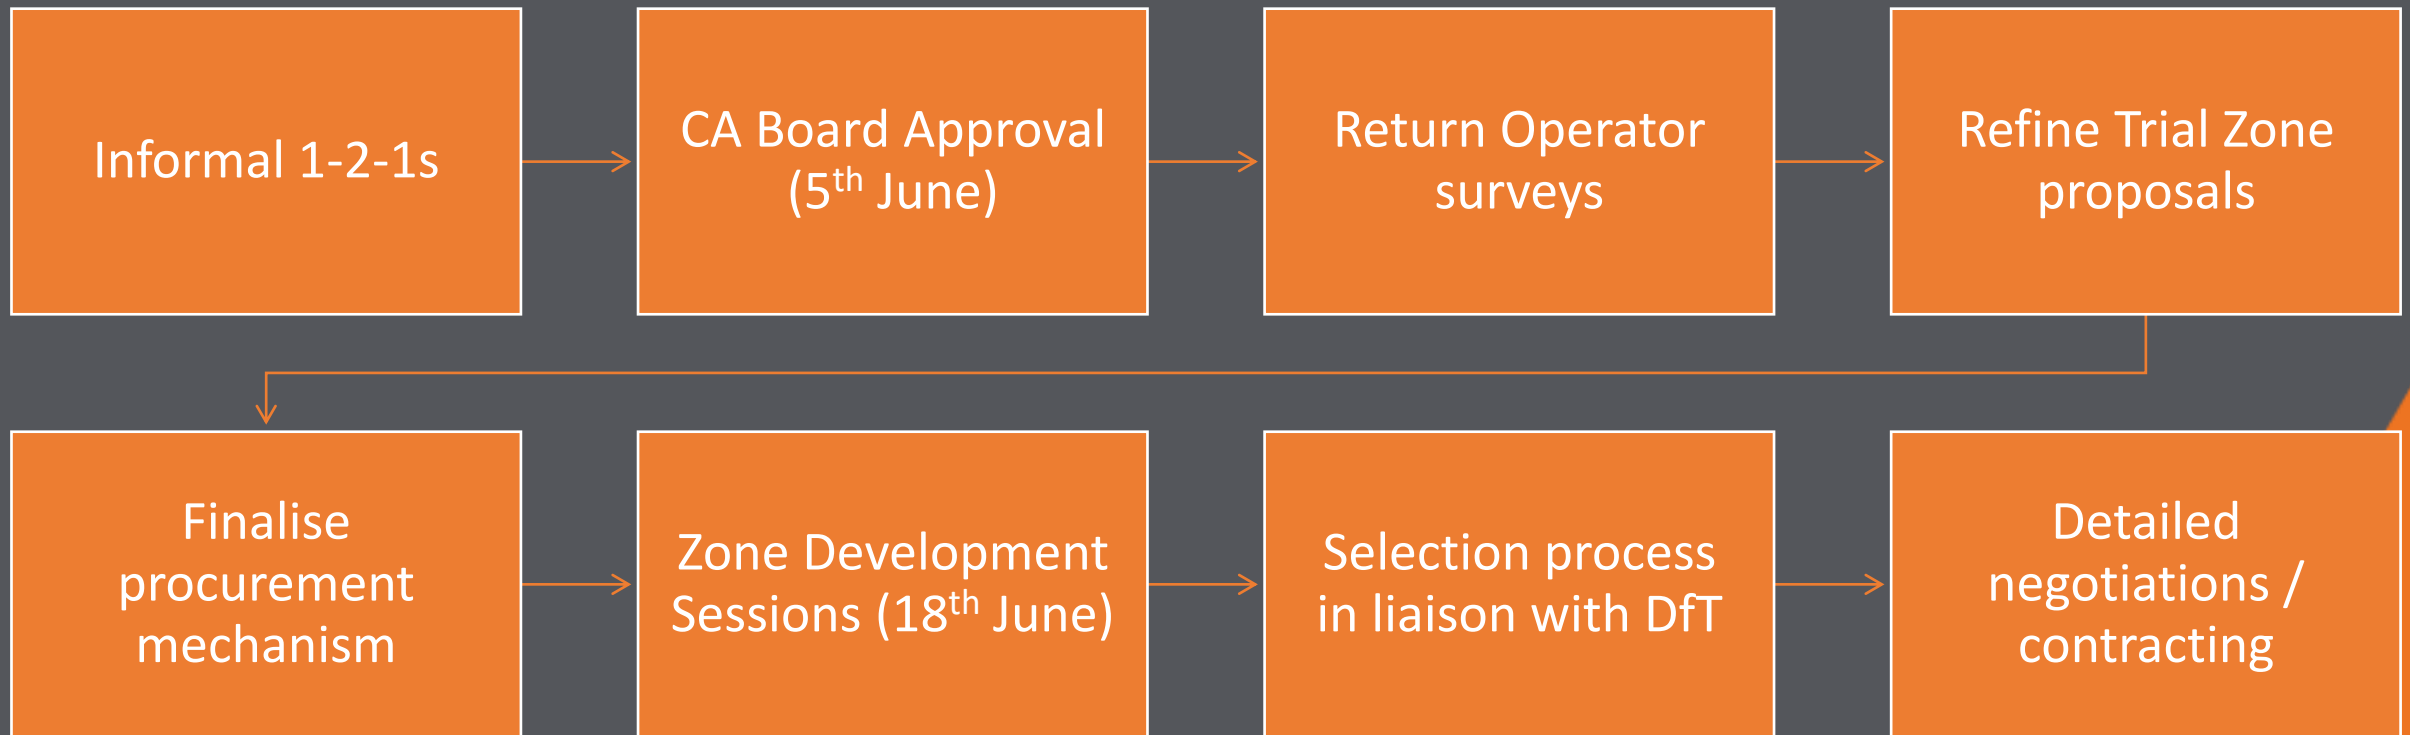 Informal 1-2-1s
CA Board Approval
(5th June)
Return Operator
surveys
Refine Trial Zone
proposals
Finalise
procurement
mechanism
Zone Development
Sessions (18th June)
Selection process
in liaison with DfT
Detailed
negotiations /
contracting